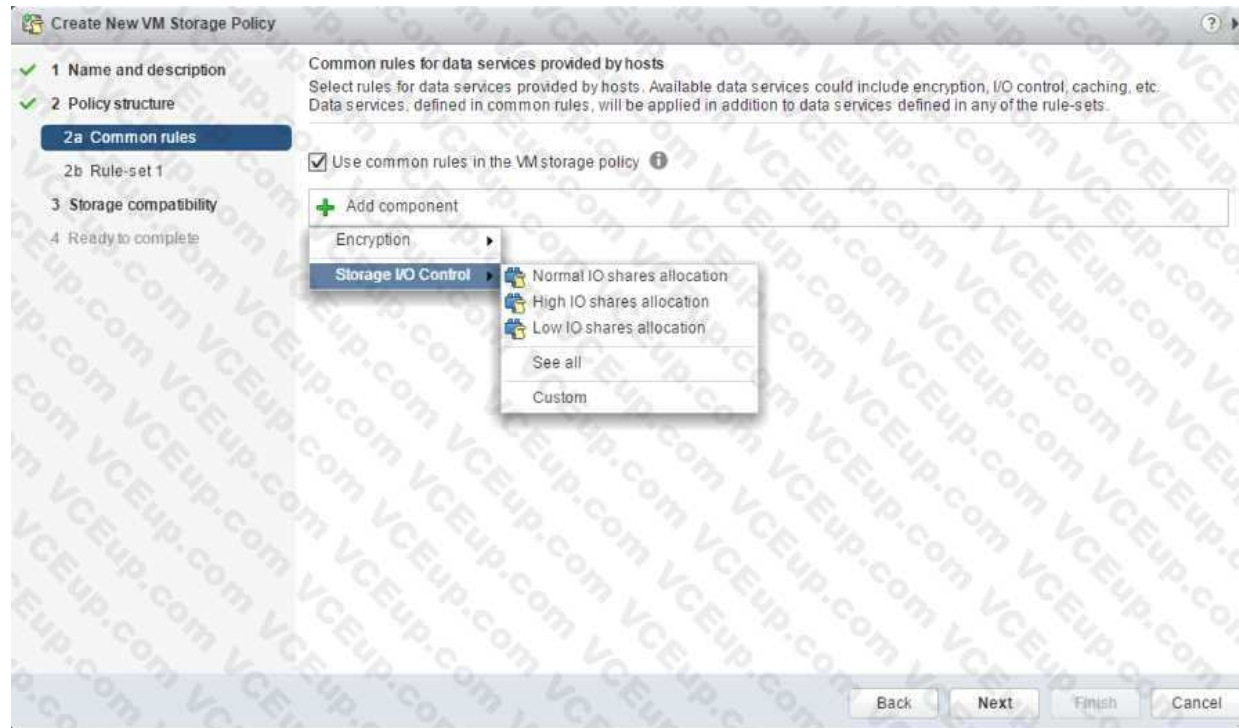 Create New VM Storage Policy
1 Name and description
2 Policy structure
2a Common rules
2b Rule-set 1
3 Storage compatibility
4 Ready to complete
Common rules for data services provided by hosts
Select rules for data services provided by hosts. Available data services could include encryption, I/O control, caching, etc.
Data services, defined in common rules, will be applied in addition to data services defined in any of the rule-sets.
Use common rules in the VM storage policy
Add component
Encryption
Storage I/O Control
Normal IO shares allocation
High IO shares allocation
Low IO shares allocation
See all
Custom
Back
Next
Finish
Cancel
VCEup.com